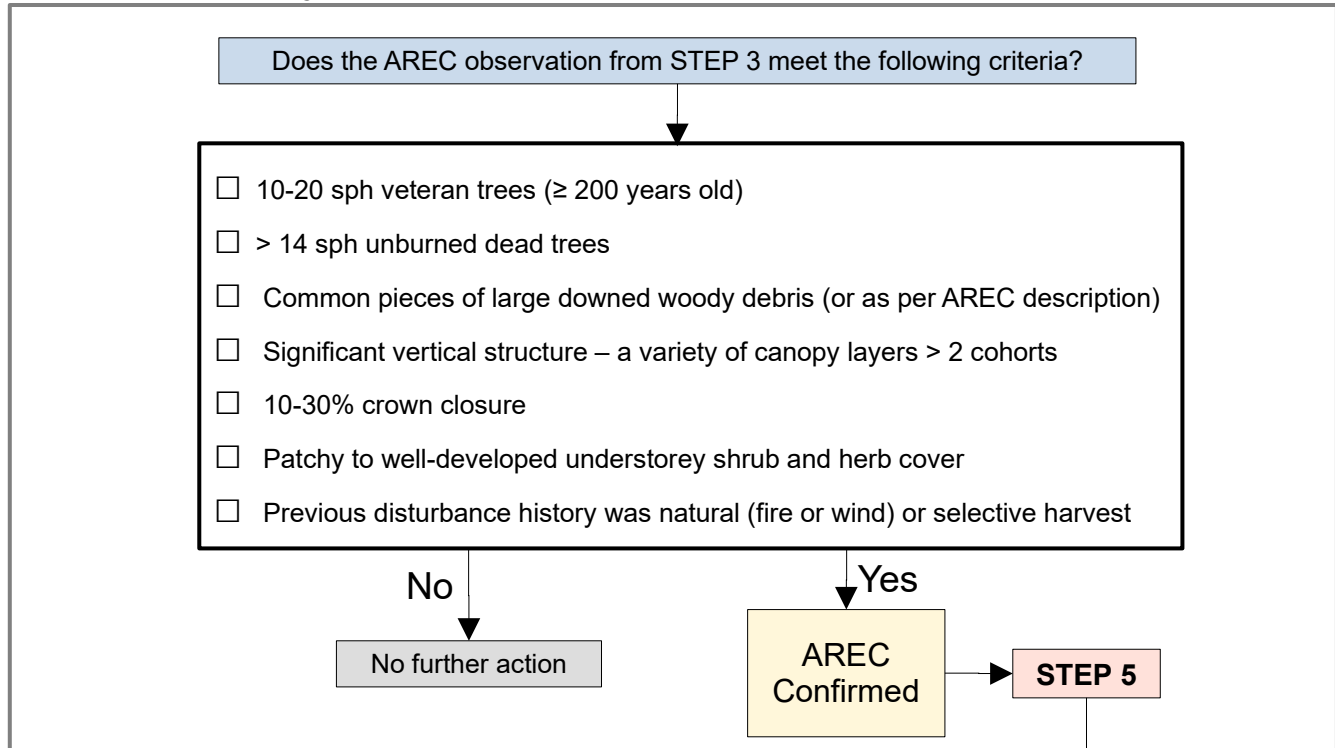 Does the AREC observation from STEP 3 meet the following criteria?
☐ 10-20 sph veteran trees (≥ 200 years old)
☐ > 14 sph unburned dead trees
☐ Common pieces of large downed woody debris (or as per AREC description)
☐ Significant vertical structure – a variety of canopy layers > 2 cohorts
☐ 10-30% crown closure
☐ Patchy to well-developed understorey shrub and herb cover
☐ Previous disturbance history was natural (fire or wind) or selective harvest
No
Yes
No further action
AREC
Confirmed
STEP 5